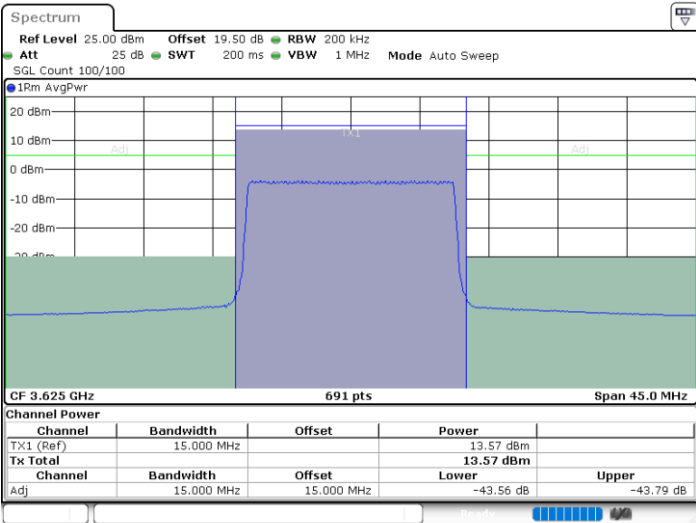 Spectrum
Ref Level 25.00 dBm Offset 19.50 dB RBW 200 kHz
Att 25 dB SWT 200 ms VBW 1 MHz Mode Auto Sweep
SGL Count 100/100
1Rm AvgPwr
20 dBm
TX1
10 dBm
Adj Adj
0 dBm
-10 dBm
-20 dBm
CF 3.625 GHz 691 pts Span 45.0 MHz
Channel Power
Channel Bandwidth Offset Power
TX1 (Ref) 15.000 MHz 13.57 dBm
Tx Total 13.57 dBm
Channel Bandwidth Offset Lower Upper
Adj 15.000 MHz 15.000 MHz -43.56 dB -43.79 dB
Ready